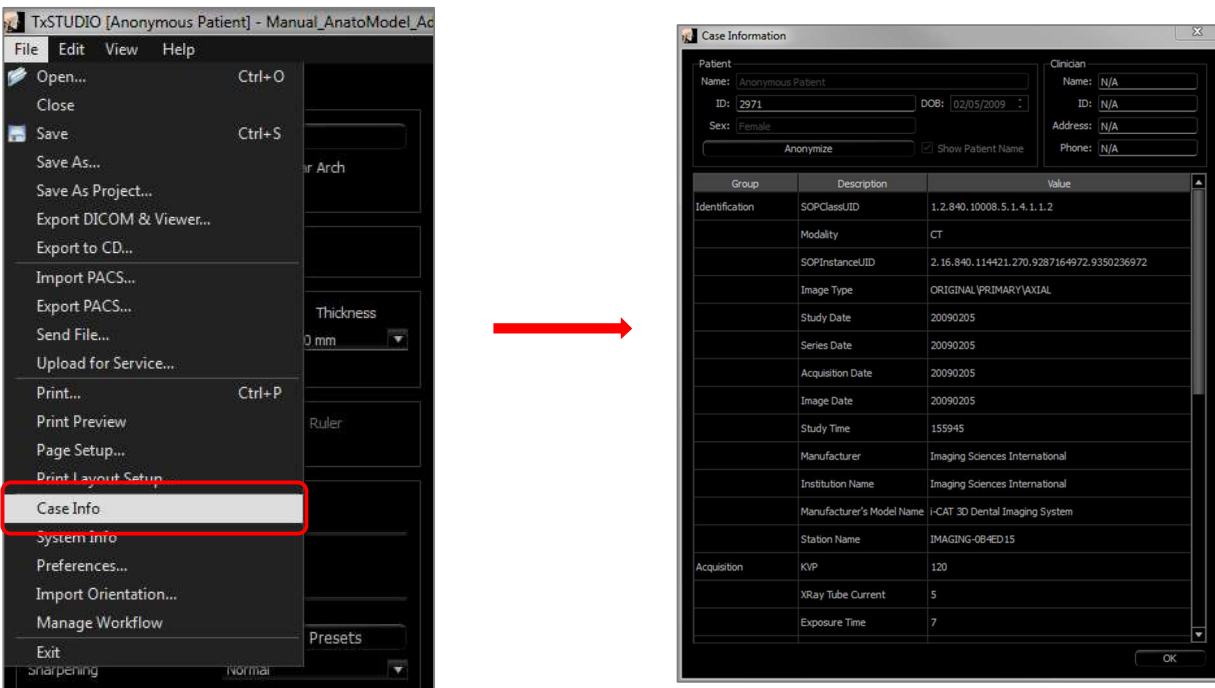 TxSTUDIO [Anonymous Patient] - Manual_AnatoModel_Ad
File Edit View Help
Open... Ctrl+O
Close
Save Ctrl+S
Save As...
ar Arch
Save As Project...
Export DICOM & Viewer...
Export to CD...
Import PACS...
Export PACS...
Thickness
Send File...
0 mm
Upload for Service...
Print... Ctrl+P
Print Preview
Ruler
Page Setup...
Print Layout Setup...
Case Info
System Info
Preferences...
Import Orientation...
Manage Workflow
Presets
Exit
Sharpening Normal
Case Information
Patient
Name: Anonymous Patient
ID: 2971 DOB: 02/05/2009
Sex: Female
Anonymize Show Patient Name
Clinician
Name: N/A
ID: N/A
Address: N/A
Phone: N/A
Group Description Value
Identification SOPClassUID 1.2.840.10008.5.1.4.1.1.2
Modality CT
SOPInstanceUID 2.16.840.114421.270.9287164972.9350236972
Image Type ORIGINAL\PRIMARY\AXIAL
Study Date 20090205
Series Date 20090205
Acquisition Date 20090205
Image Date 20090205
Study Time 155945
Manufacturer Imaging Sciences International
Institution Name Imaging Sciences International
Manufacturer's Model Name i-CAT 3D Dental Imaging System
Station Name IMAGING-0B4ED15
Acquisition KVP 120
XRay Tube Current 5
Exposure Time 7
OK